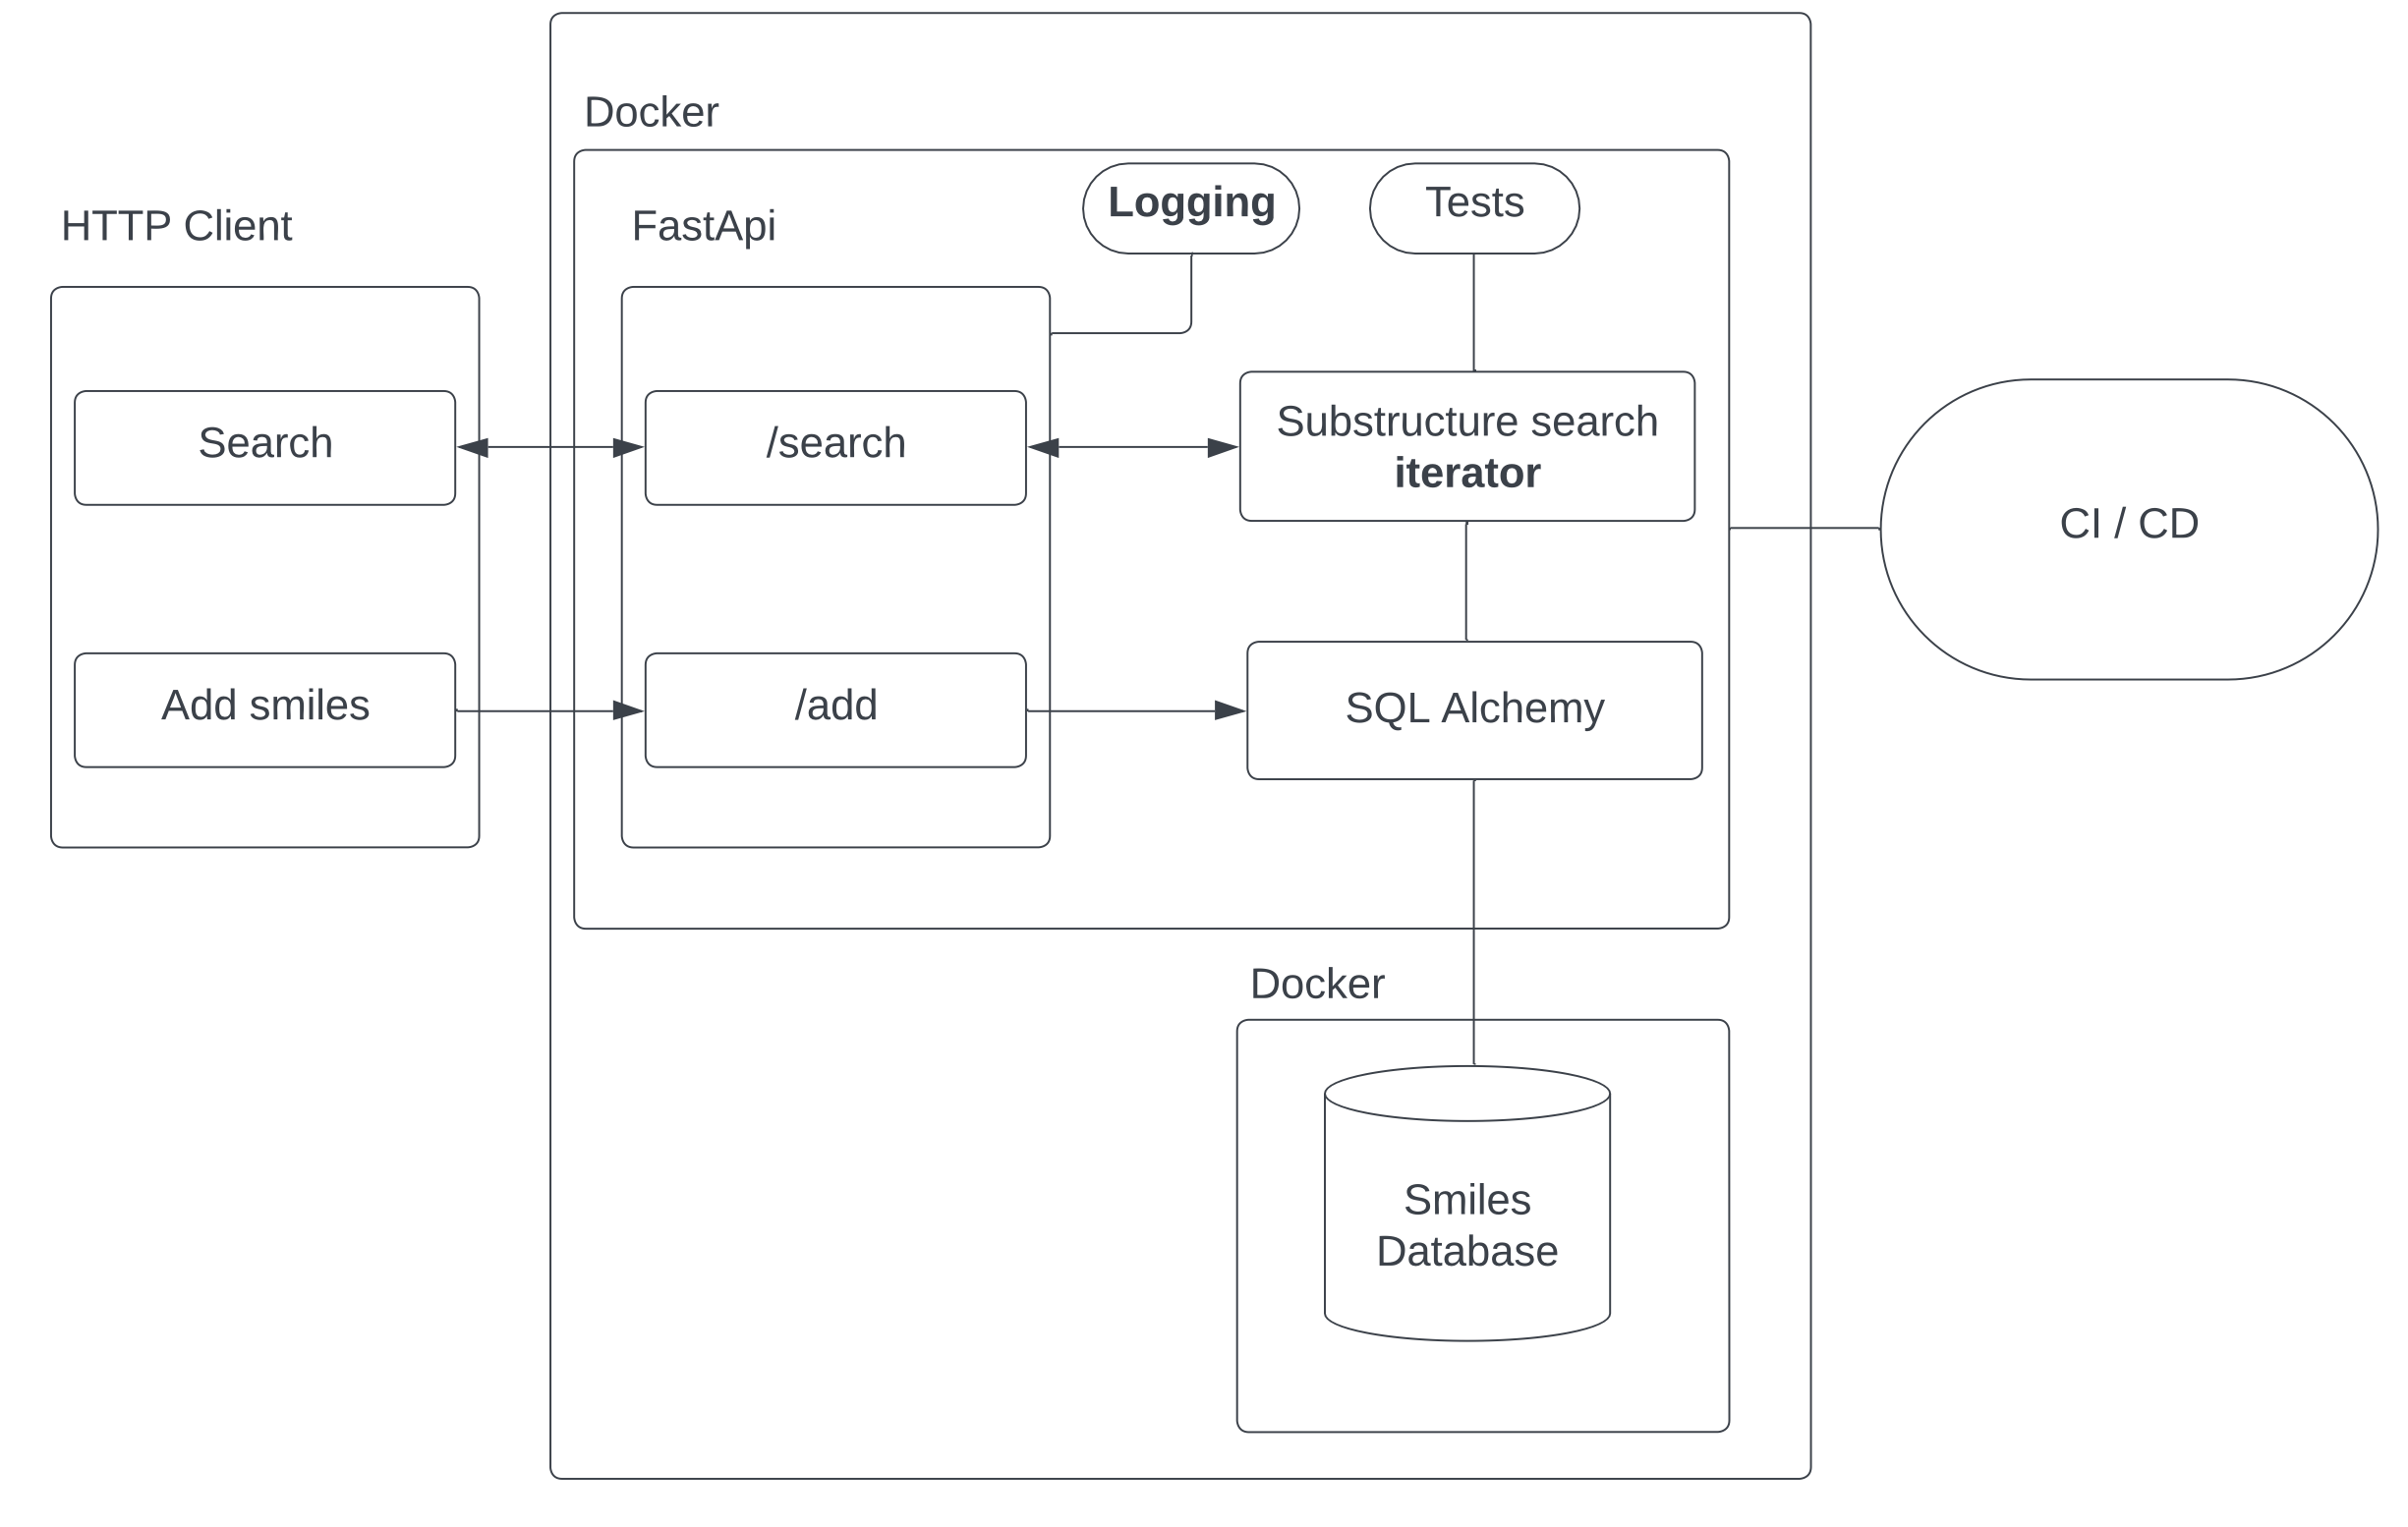 Docker
HTTP Client
FastApi
Logging
Tests
Search
/search
Substructure search
iterator
CI / CD
Add smiles
/add
SQL Alchemy
Docker
Smiles
Database